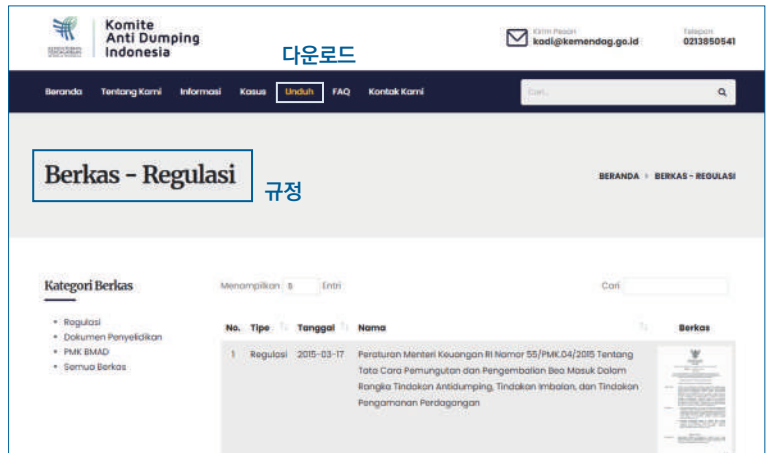 Komite
Anti Dumping
Indonesia
Kirim Pesan
kadi@kemendag.go.id
Telepon
0213850541
다운로드
Beranda Tentang Kami Informasi Kasus Unduh FAQ Kontak Kami Cari...
Berkas - Regulasi
규정
BERANDA BERKAS - REGULASI
Kategori Berkas
Regulasi
Dokumen Penyelidikan
PMK BMAD
Semua Berkas
Menampilkan 5 Entri Cari
No. Tipe Tanggal Nama Berkas
1 Regulasi 2015-03-17 Peraturan Menteri Keuangan RI Nomor 55/PMK.04/2015 Tentang
Tata Cara Pemungutan dan Pengembalian Bea Masuk Dalam
Rangka Tindakan Antidumping, Tindakan Imbalan, dan Tindakan
Pengamanan Perdagangan